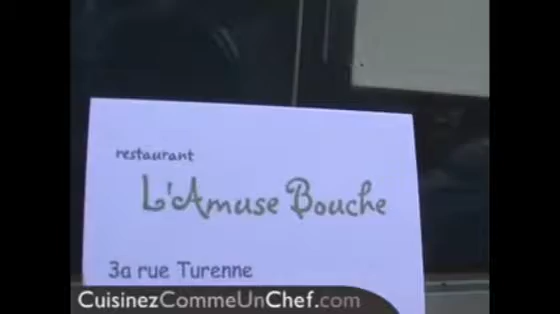 restaurant
L'Amuse Bouche
3a rue Turenne
CuisinezCommeUnChef.com